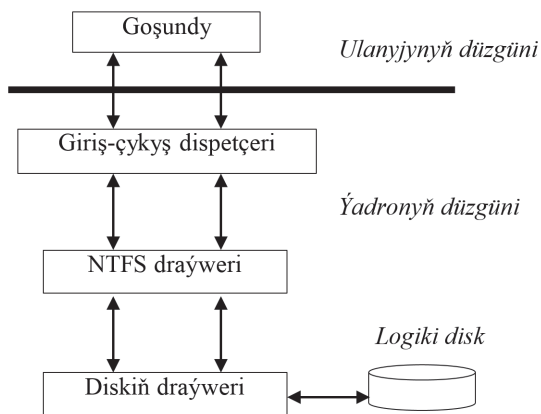 Goşundy
Ulanyjynyň düzgüni
Giriş-çykyş dispetçeri
Ýadronyň düzgüni
NTFS draýweri
Logiki disk
Diskiň draýweri